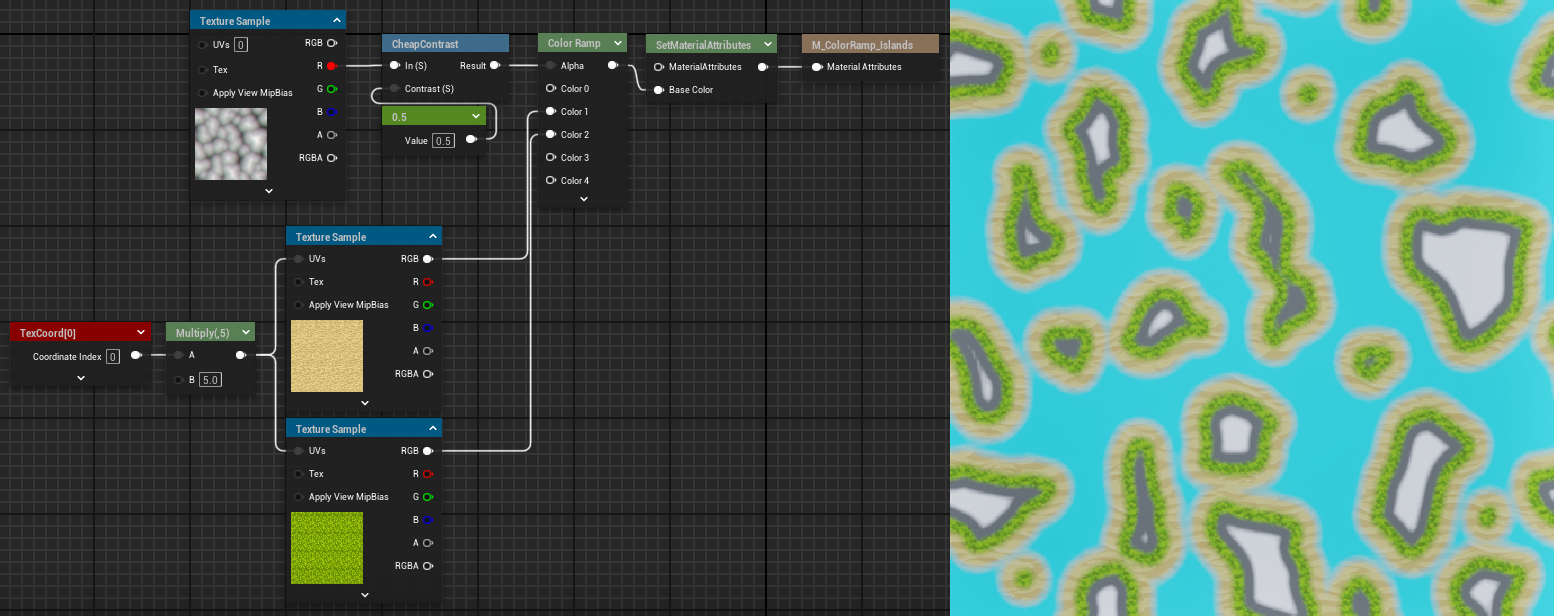 Texture Sample
UVs 0
RGB
Tex
R
Apply View MipBias
G
B
A
RGBA
CheapContrast
In (S) Result
Contrast (S)
0.5
Value 0.5
Color Ramp
Alpha
Color 0
Color 1
Color 2
Color 3
Color 4
SetMaterialAttributes
MaterialAttributes
Base Color
M_ColorRamp_Islands
Material Attributes
Texture Sample
UVs RGB
Tex R
Apply View MipBias G
B
A
RGBA
TexCoord[0]
Coordinate Index 0
Multiply(,5)
A
B 5.0
Texture Sample
UVs RGB
Tex R
Apply View MipBias G
B
A
RGBA